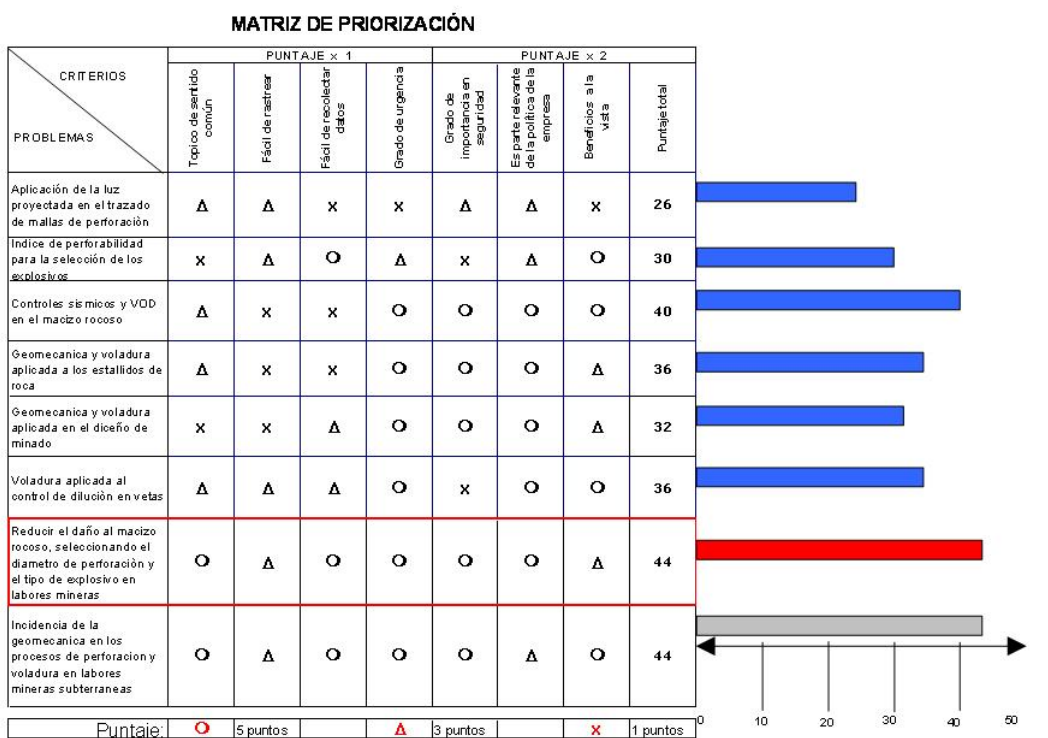 MATRIZ DE PRIORIZACIÓN
CRITERIOS
PROBLEMAS
PUNTAJE x 1
PUNTAJE x 2
Topico de sentido
común
Fácil de rastrear
Fácil de recolectar
datos
Grado de urgencia
Grado de
importancia en
seguridad
Es parte relevante
de la política de la
empresa
Beneficios a la
vista
Puntaje total
Aplicación de la luz
proyectada en el trazado
de mallas de perforaciòn
Δ Δ x x Δ Δ x 26
Indice de perforabilidad
para la selección de los
explosivos
x Δ O Δ x Δ O 30
Controles sismicos y VOD
en el macizo rocoso
Δ x x O O O O 40
Geomecanica y voladura
aplicada a los estallidos de
roca
Δ x x O O O Δ 36
Geomecanica y voladura
aplicada en el diceño de
minado
x x Δ O O O Δ 32
Voladura aplicada al
control de diluciòn en vetas
Δ Δ Δ O x O O 36
Reducir el daño al macizo
rocoso, seleccionando el
diametro de perforaciòn y
el tipo de explosivo en
labores mineras
O Δ O O O O Δ 44
Incidencia de la
geomecanica en los
procesos de perforacion y
voladura en labores
mineras subterraneas
O Δ O O O Δ O 44
0 10 20 30 40 50
Puntaje: O 5 puntos Δ 3 puntos x 1 puntos